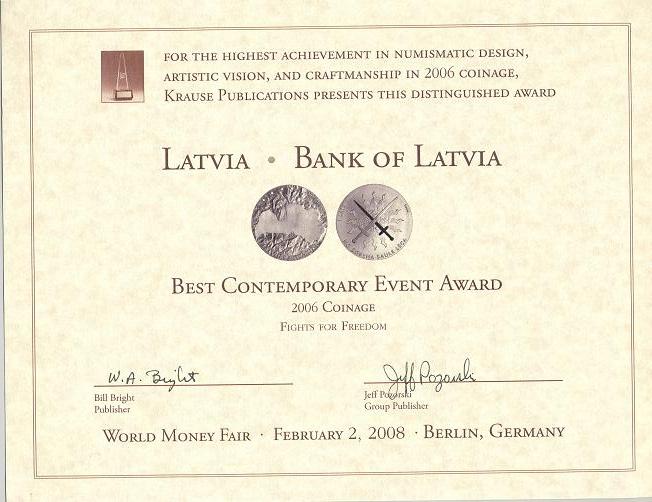 FOR THE HIGHEST ACHIEVEMENT IN NUMISMATIC DESIGN,
ARTISTIC VISION, AND CRAFTMANSHIP IN 2006 COINAGE,
KRAUSE PUBLICATIONS PRESENTS THIS DISTINGUISHED AWARD
LATVIA • BANK OF LATVIA
BEST CONTEMPORARY EVENT AWARD
2006 COINAGE
FIGHTS FOR FREEDOM
W.A. Bright
Bill Bright
Publisher
Jeff Pozorski
Jeff Pozorski
Group Publisher
WORLD MONEY FAIR · FEBRUARY 2, 2008 · BERLIN, GERMANY